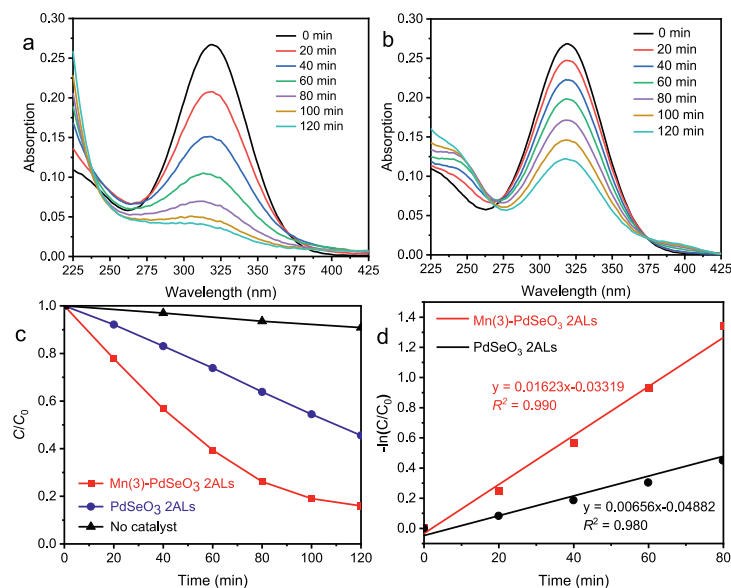 a
0.30
0.25
0.20
0.15
0.10
0.05
0.00
Absorption
0 min
20 min
40 min
60 min
80 min
100 min
120 min
225 250 275 300 325 350 375 400 425
Wavelength (nm)
b
0.30
0.25
0.20
0.15
0.10
0.05
0.00
Absorption
0 min
20 min
40 min
60 min
80 min
100 min
120 min
225 250 275 300 325 350 375 400 425
Wavelength (nm)
c
1.0
0.8
0.6
0.4
0.2
0.0
C/C₀
Mn(3)-PdSeO₃ 2ALs
PdSeO₃ 2ALs
No catalyst
0 20 40 60 80 100 120
Time (min)
d
1.40
1.2
1.0
0.8
0.6
0.4
0.2
0.0
-ln(C/C₀)
Mn(3)-PdSeO₃ 2ALs
PdSeO₃ 2ALs
y = 0.01623x-0.03319
R² = 0.990
y = 0.00656x-0.04882
R² = 0.980
0 20 40 60 80
Time (min)